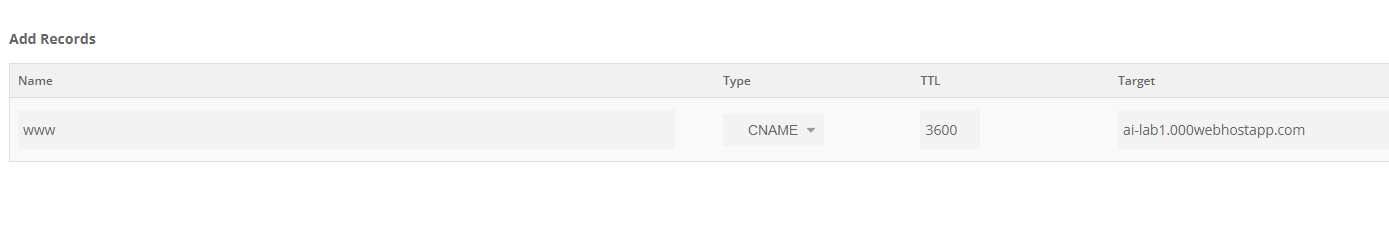 Add Records
Name Type TTL Target
www CNAME 3600 ai-lab1.000webhostapp.com